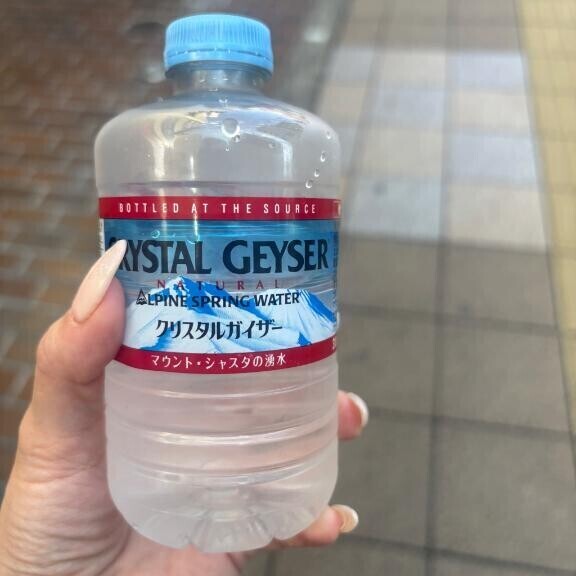 BOTTLED AT THE SOURCE
CRYSTAL GEYSER
NATURAL
ALPINE SPRING WATER
クリスタルガイザー
マウント・シャスタの湧水